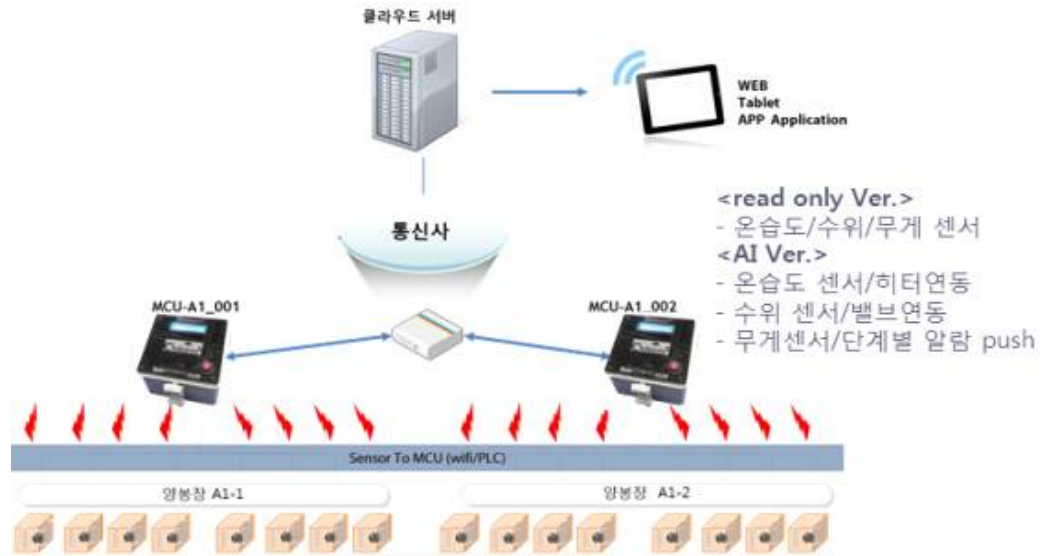 클라우드 서버
WEB
Tablet
APP Application
<read only Ver.>
- 온습도/수위/무게 센서
<AI Ver.>
- 온습도 센서/히터연동
- 수위 센서/밸브연동
- 무게센서/단계별 알람 push
통신사
MCU-A1_001
MCU-A1_002
Sensor To MCU (wifi/PLC)
양봉장 A1-1
양봉장 A1-2